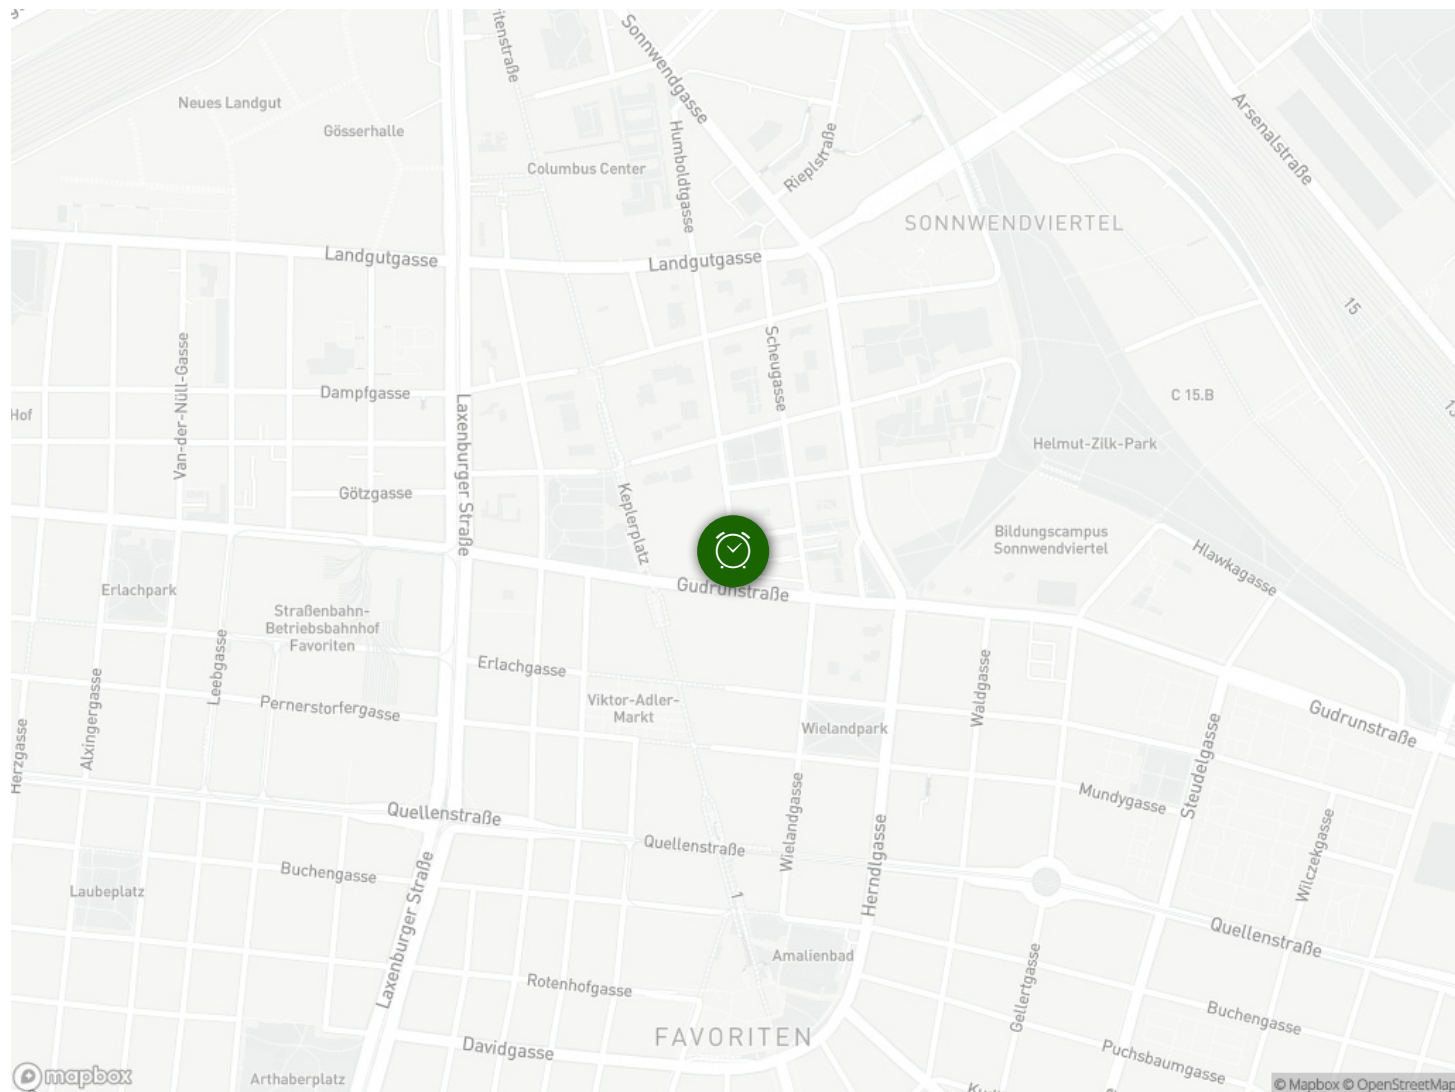 Sonnwendgasse
Neues Landgut
Gösserhalle
Columbus Center
Humboldtgasse
Rieplstraße
Arsenalstraße
SONNWENDVIERTEL
Landgutgasse
Landgutgasse
15
Scheugasse
Van-der-Nüll-Gasse
Dampfgasse
C 15.B
Hof
Laxenburger Straße
Helmut-Zilk-Park
Götzgasse
Keplerplatz
Bildungscampus
Sonnwendviertel
Hlawkagasse
Erlachpark
Gudrunstraße
Straßenbahn-
Betriebsbahnhof
Favoriten
Leebgasse
Erlachgasse
Waldgasse
Alxingergasse
Herzgasse
Pernerstorfergasse
Viktor-Adler-
Markt
Wielandpark
Gudrunstraße
Steudelgasse
Mundygasse
Quellenstraße
Quellenstraße
Wielandgasse
Herndlgasse
Wilczekgasse
Buchengasse
Laubeplatz
1
Laxenburger Straße
Quellenstraße
Amalienbad
Gellertgasse
Rotenhofgasse
Buchengasse
FAVORITEN
Davidgasse
Puchsbaumgasse
Arthaberplatz
mapbox
© Mapbox © OpenStreetMap